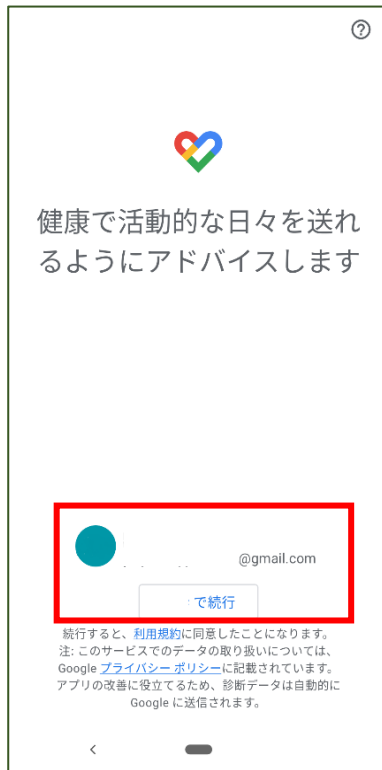 健康で活動的な日々を送れ
るようにアドバイスします
@gmail.com
で続行
続行すると、利用規約に同意したことになります。
注: このサービスでのデータの取り扱いについては、
Google プライバシー ポリシーに記載されています。
アプリの改善に役立てるため、診断データは自動的に
Google に送信されます。